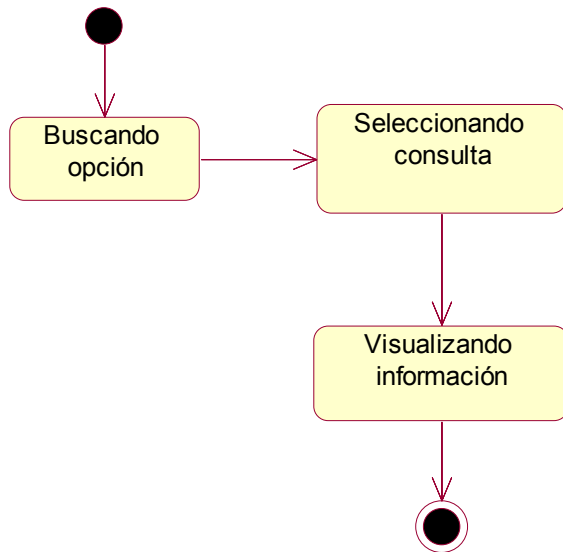 Buscando
opción
Seleccionando
consulta
Visualizando
información